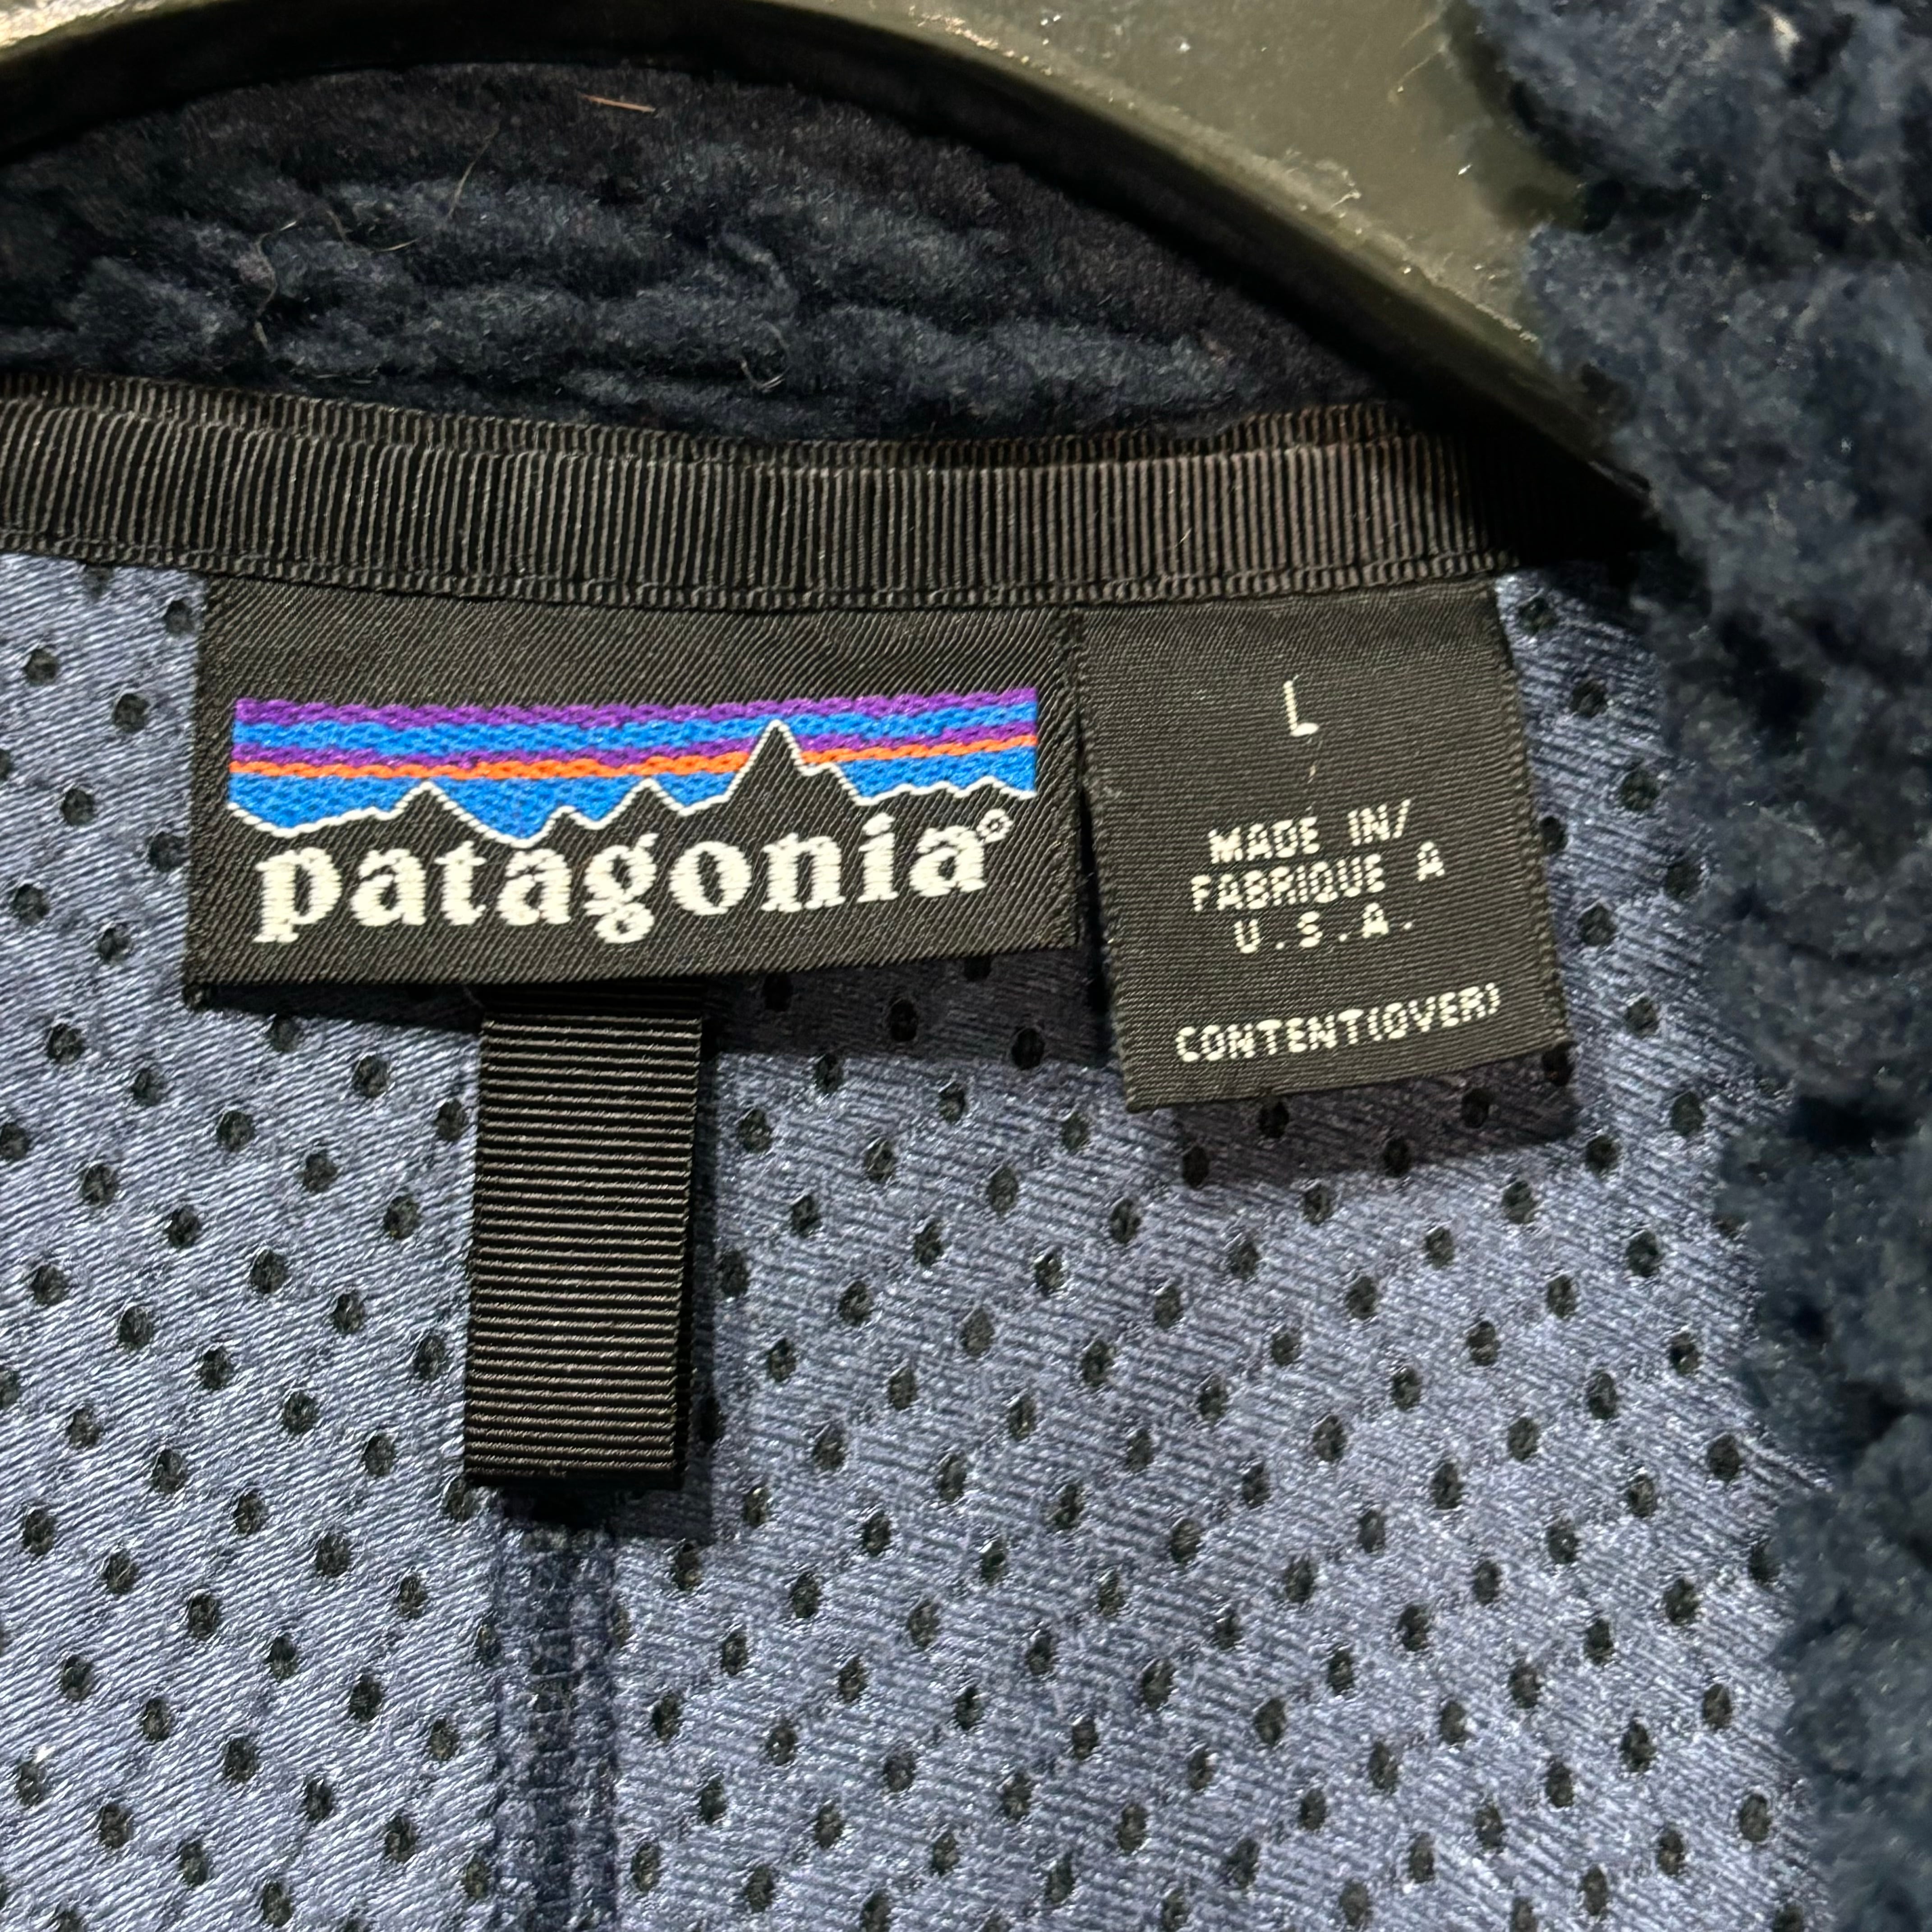 patagonia®
L
MADE IN/
FABRIQUE A
U.S.A.
CONTENT(OVER)